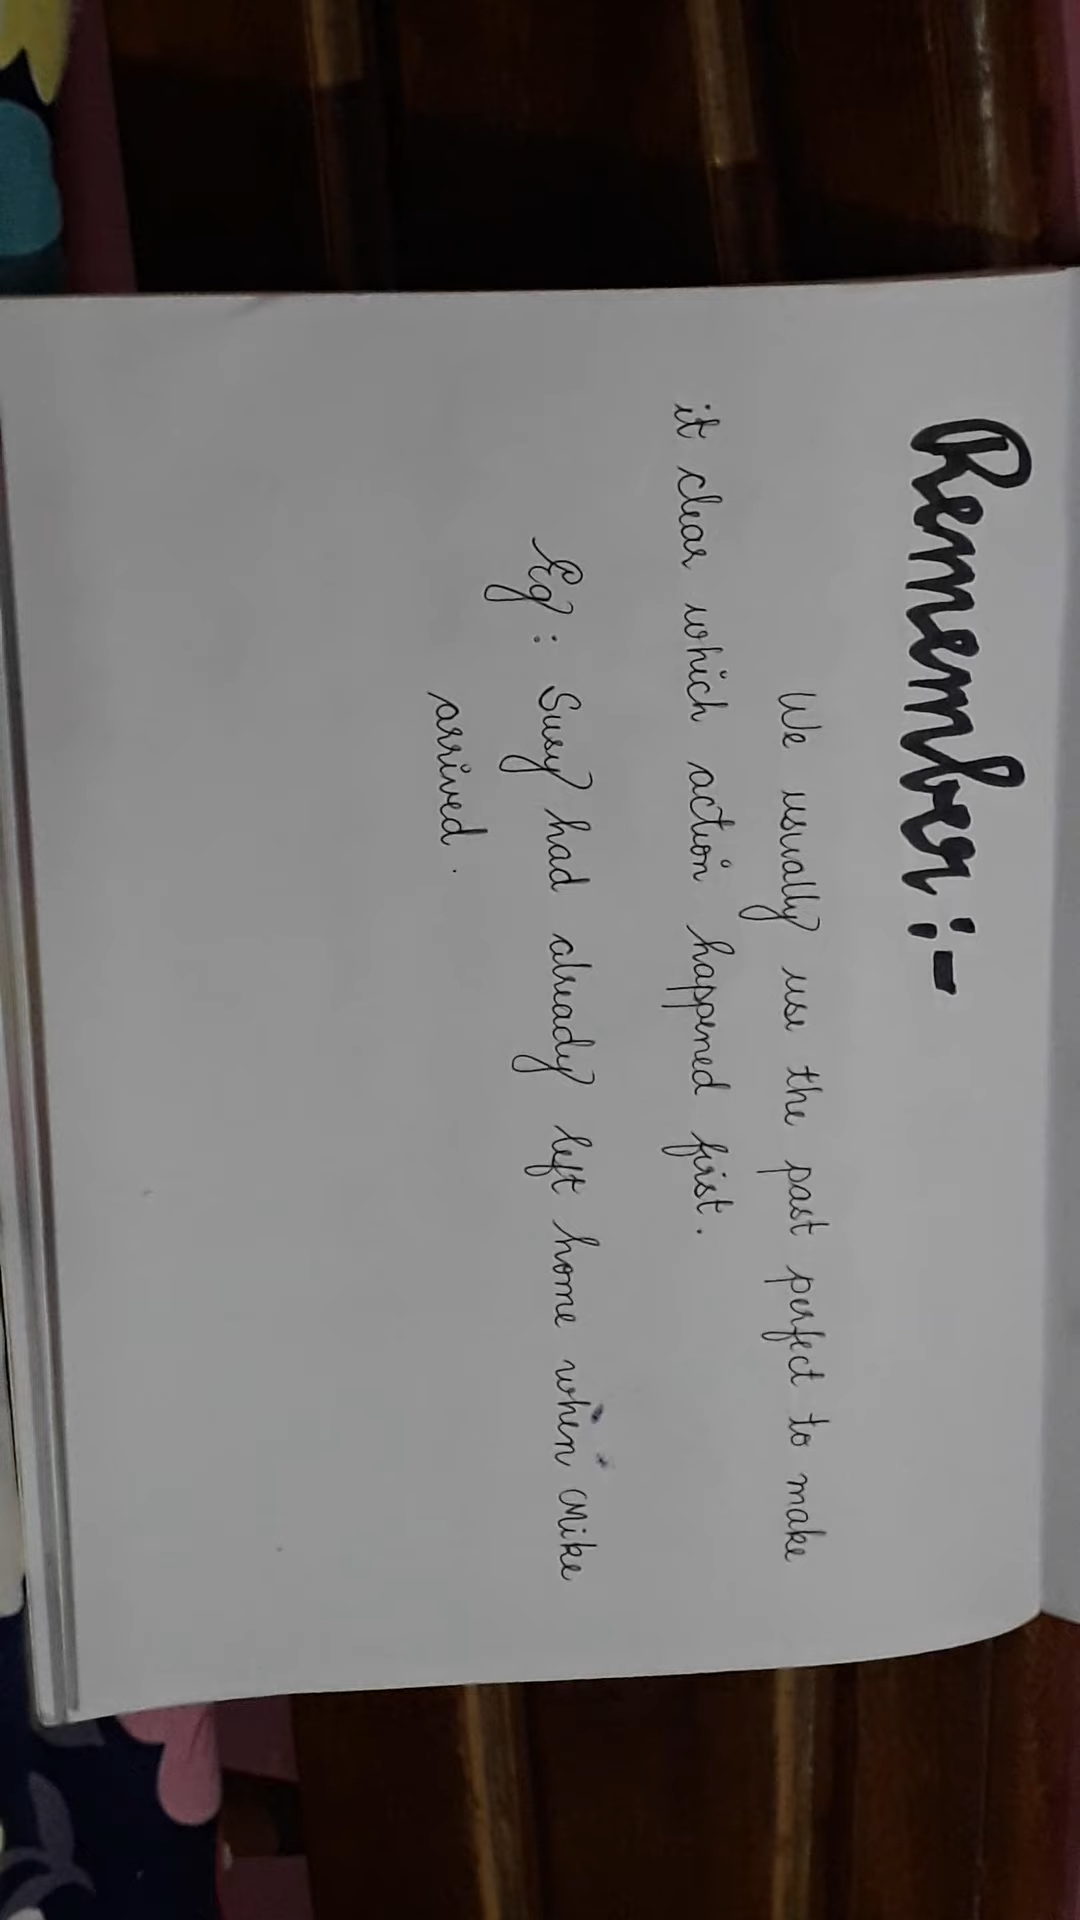 Remember :-
We usually use the past perfect to make
it clear which action happened first.
Eg : Susy had already left home when Mike
arrived.